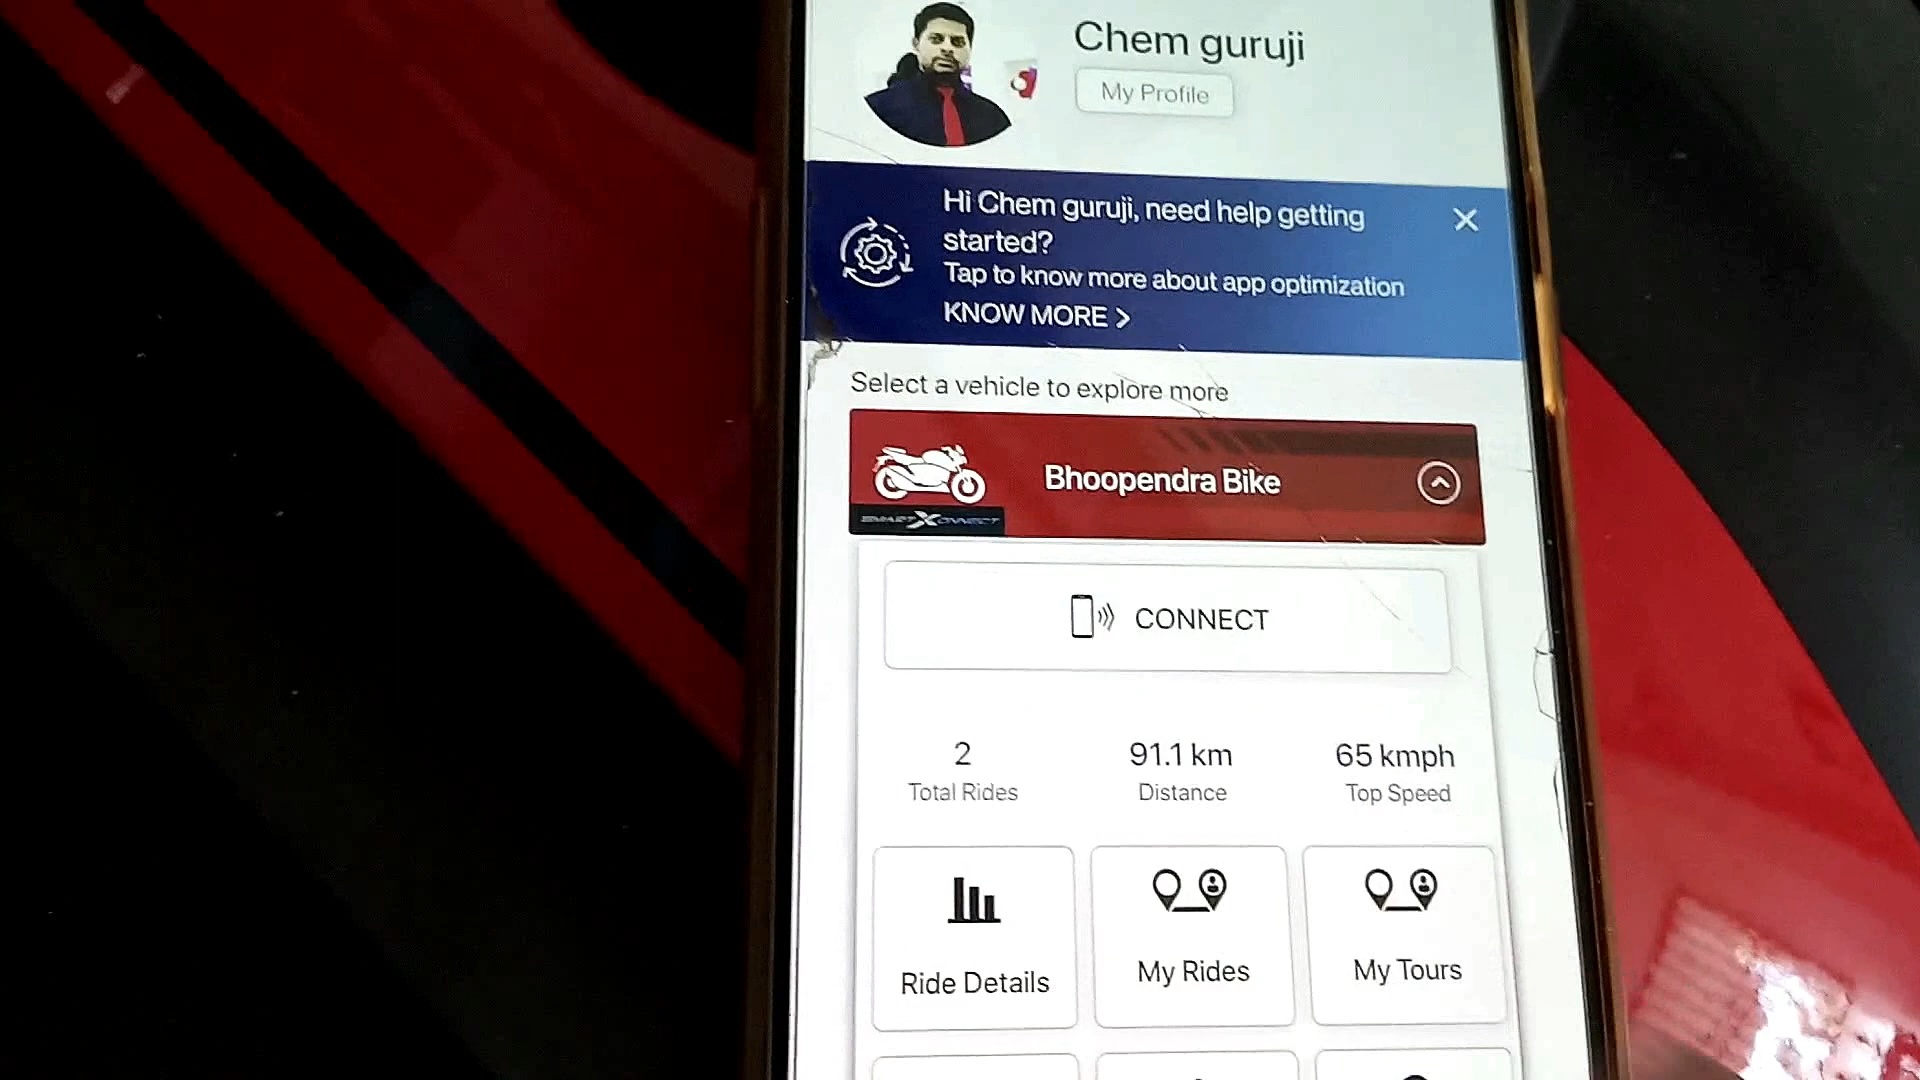 Chem guruji
My Profile
Hi Chem guruji, need help getting
started?
Tap to know more about app optimization
KNOW MORE >
Select a vehicle to explore more
Bhoopendra Bike
SMARTXONNECT
CONNECT
2
Total Rides
91.1 km
Distance
65 kmph
Top Speed
Ride Details
My Rides
My Tours